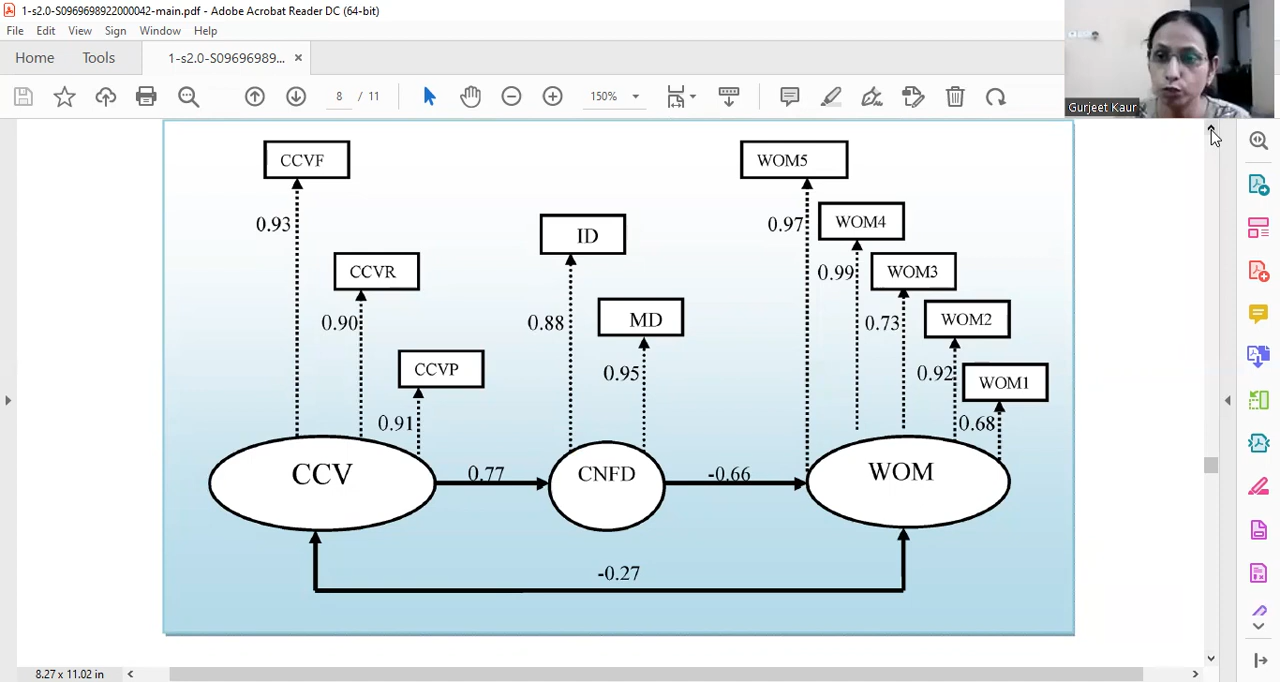 1-s2.0-S0969698922000042-main.pdf - Adobe Acrobat Reader DC (64-bit)
File Edit View Sign Window Help
Home Tools 1-s2.0-S09696989... ×
8 / 11 150%
Gurjeet Kaur
CCVF
WOM5
0.93
0.97
WOM4
ID
CCVR
0.99
WOM3
0.90
0.88
MD
0.73
WOM2
CCVP
0.95
0.92
WOM1
0.91
0.68
CCV
0.77
CNFD
-0.66
WOM
-0.27
8.27 x 11.02 in